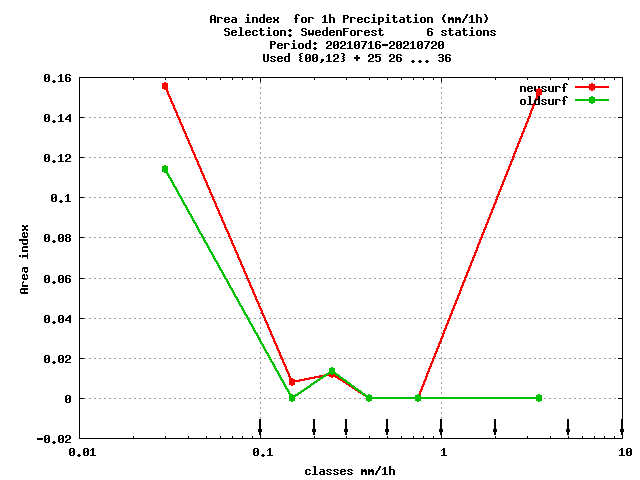 Area index  for 1h Precipitation (mm/1h)
Selection: SwedenForest      6 stations
Period: 20210716-20210720
Used {00,12} + 25 26 ... 36
newsurf
oldsurf
0.16
0.14
0.12
0.1
0.08
0.06
0.04
0.02
0
-0.02
Area index
0.01 0.1 1 10
classes mm/1h